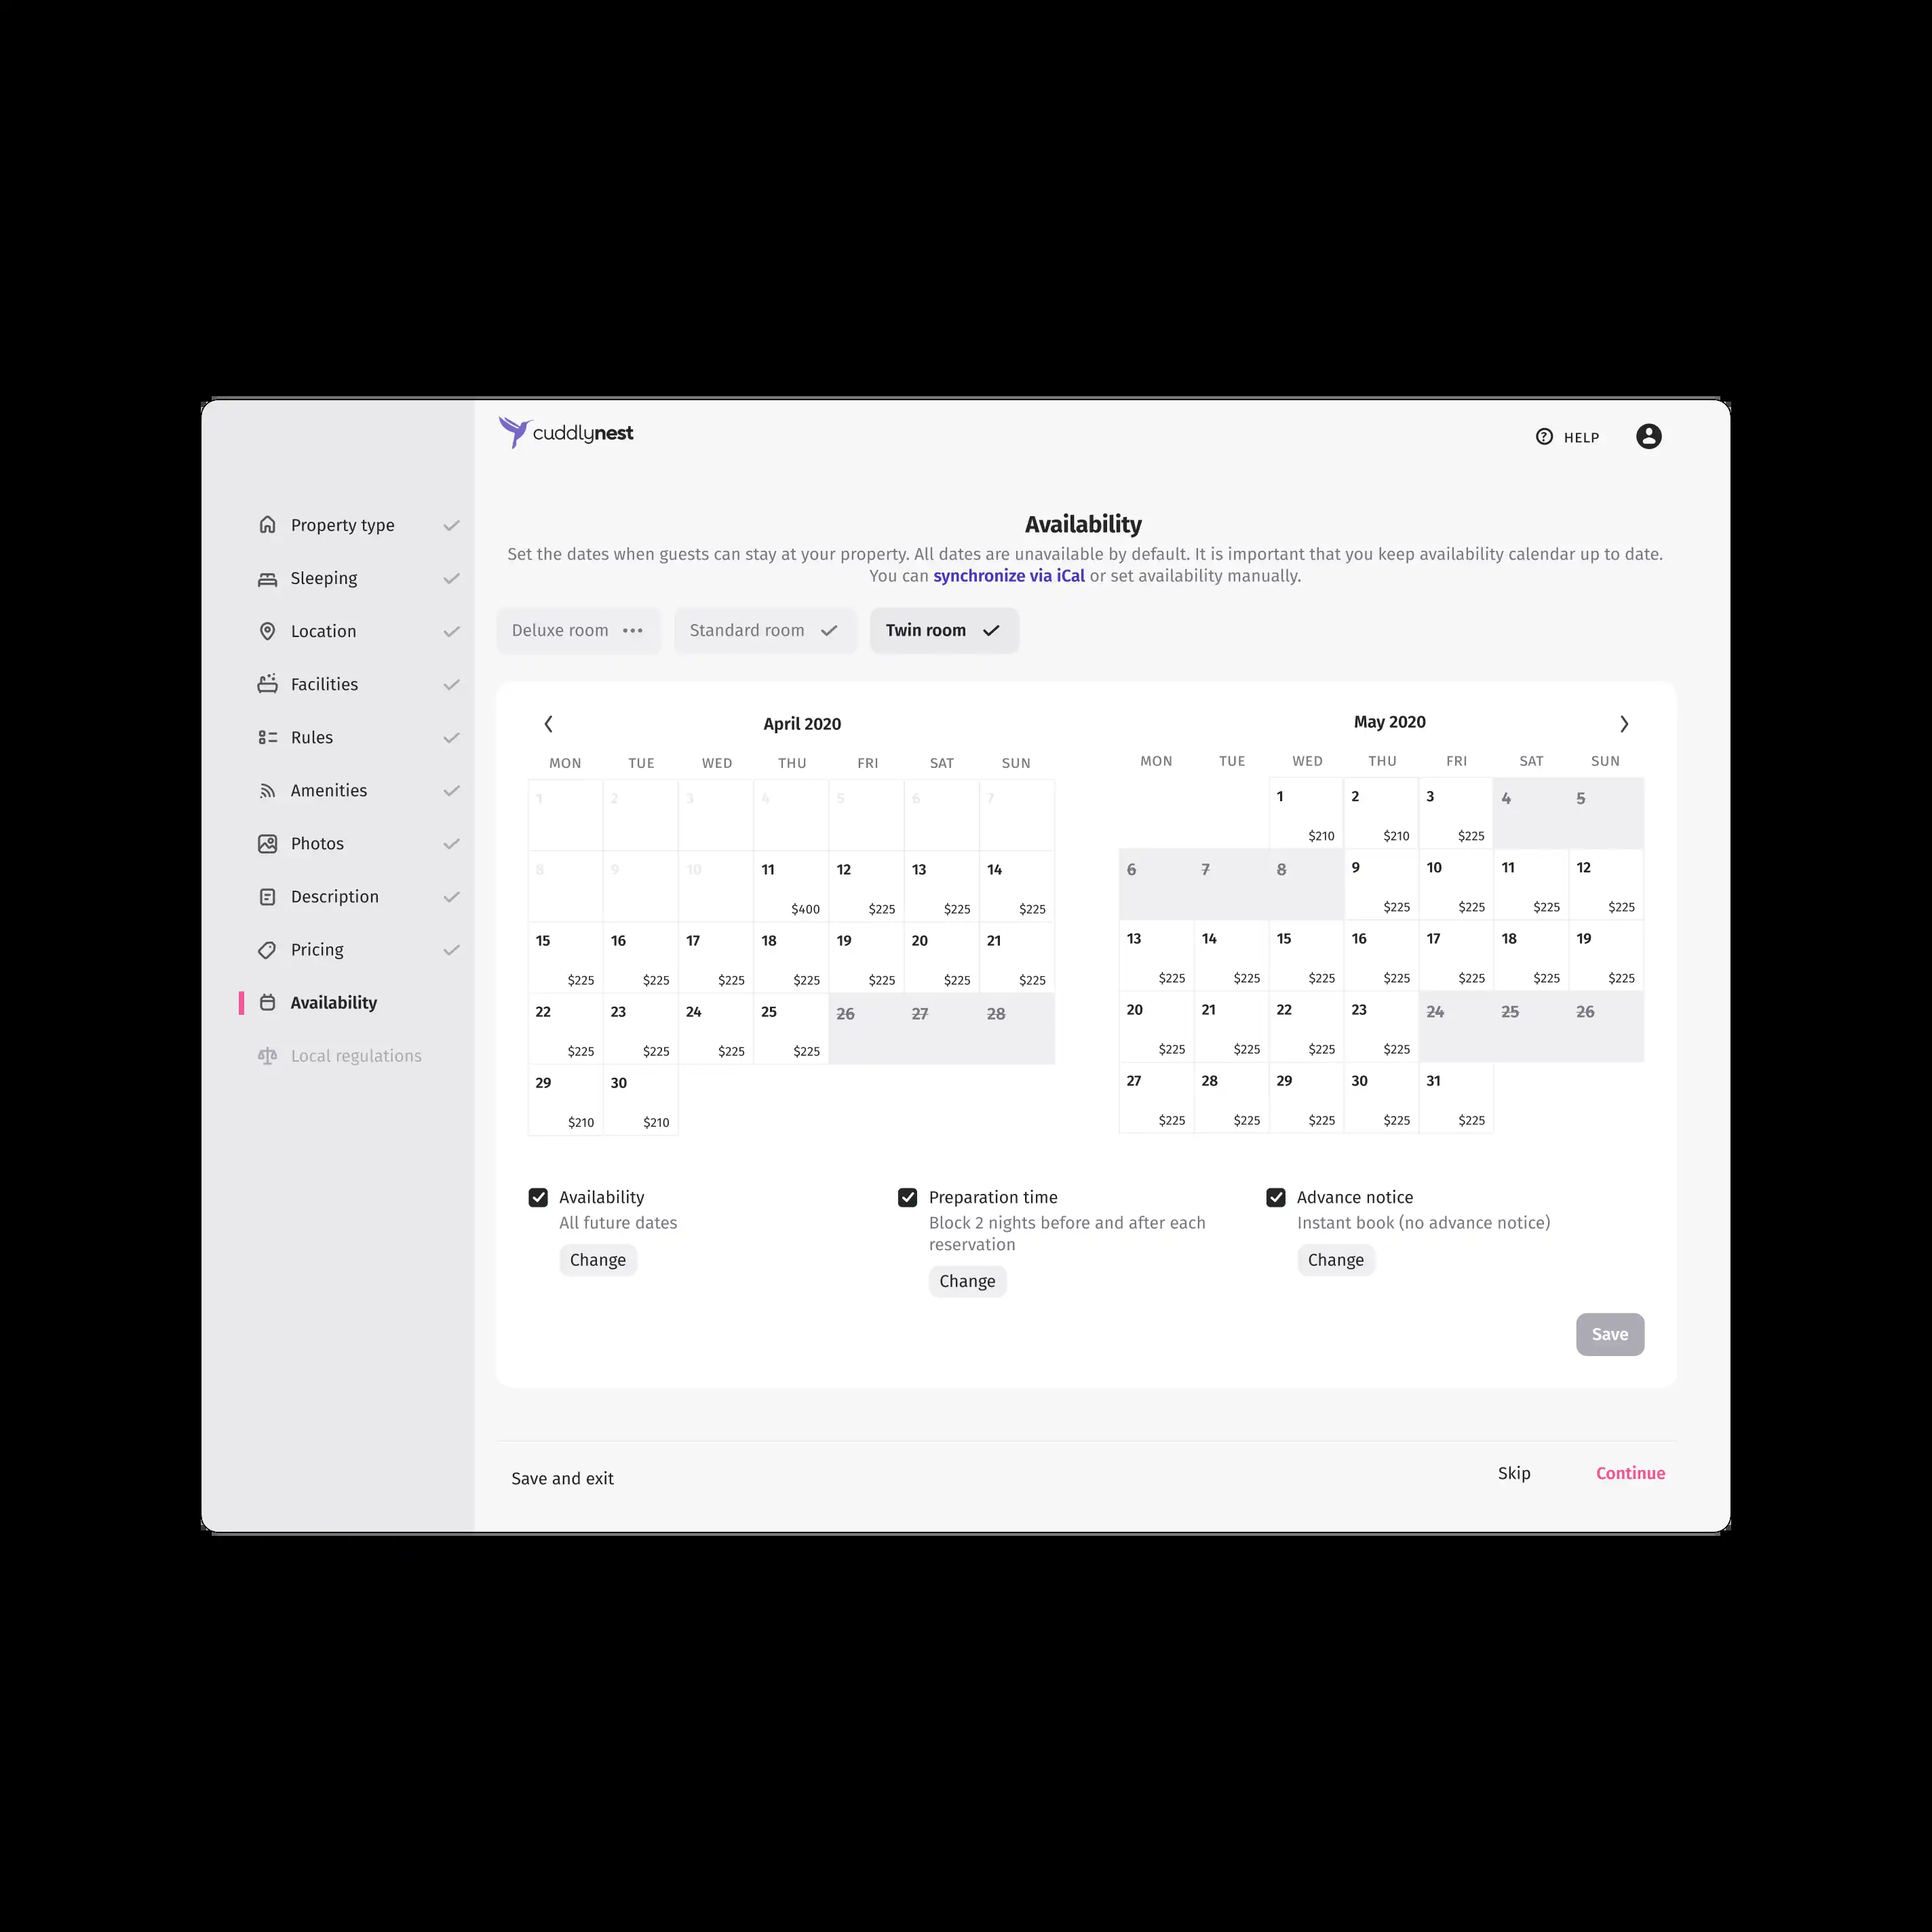 cuddlynest
HELP
Property type
Sleeping
Location
Facilities
Rules
Amenities
Photos
Description
Pricing
Availability
Local regulations
Availability
Set the dates when guests can stay at your property. All dates are unavailable by default. It is important that you keep availability calendar up to date.
You can synchronize via iCal or set availability manually.
Deluxe room Standard room Twin room
April 2020
MON TUE WED THU FRI SAT SUN
1 2 3 4 5 6 7
8 9 10 11 12 13 14
$400 $225 $225 $225
15 16 17 18 19 20 21
$225 $225 $225 $225 $225 $225 $225
22 23 24 25 26 27 28
$225 $225 $225 $225
29 30
$210 $210
May 2020
MON TUE WED THU FRI SAT SUN
1 2 3 4 5
$210 $210 $225
6 7 8 9 10 11 12
$225 $225 $225 $225
13 14 15 16 17 18 19
$225 $225 $225 $225 $225 $225 $225
20 21 22 23 24 25 26
$225 $225 $225 $225
27 28 29 30 31
$225 $225 $225 $225 $225
Availability
All future dates
Change
Preparation time
Block 2 nights before and after each
reservation
Change
Advance notice
Instant book (no advance notice)
Change
Save
Save and exit
Skip
Continue